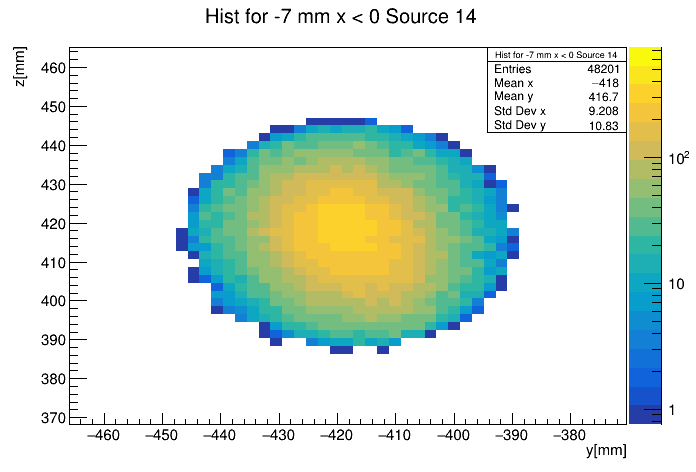 Hist for -7 mm x < 0 Source 14
z[mm]
Hist for -7 mm x < 0 Source 14
Entries 48201
Mean x −418
Mean y 416.7
Std Dev x 9.208
Std Dev y 10.83
460
450
440
430
420
410
400
390
380
370
10²
10
1
−460 −450 −440 −430 −420 −410 −400 −390 −380
y[mm]